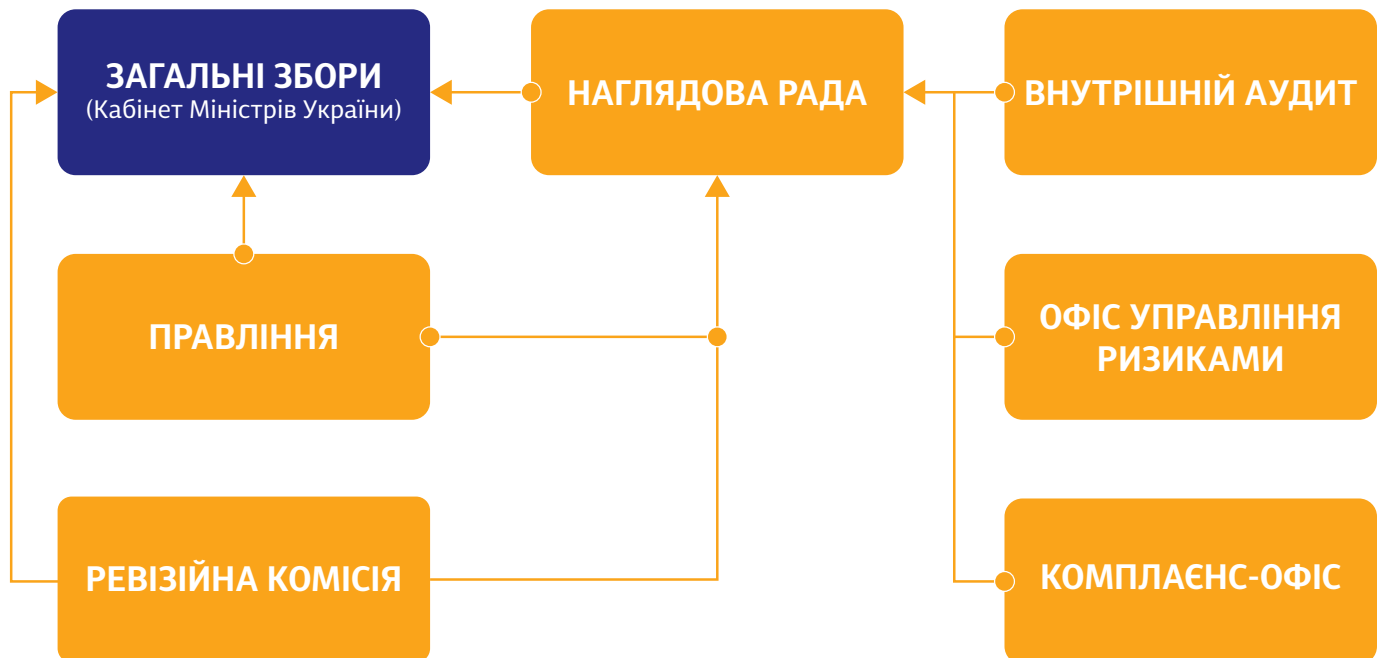 ЗАГАЛЬНІ ЗБОРИ
(Кабінет Міністрів України)
НАГЛЯДОВА РАДА
ВНУТРІШНІЙ АУДИТ
ПРАВЛІННЯ
ОФІС УПРАВЛІННЯ
РИЗИКАМИ
РЕВІЗІЙНА КОМІСІЯ
КОМПЛАЄНС-ОФІС